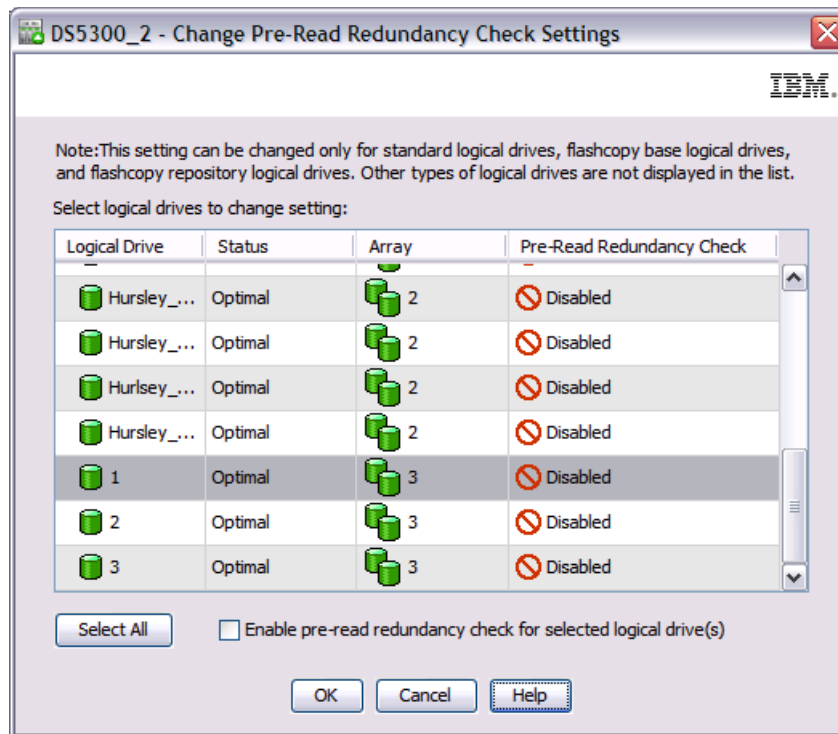 DS5300_2 - Change Pre-Read Redundancy Check Settings
IBM.
Note:This setting can be changed only for standard logical drives, flashcopy base logical drives,
and flashcopy repository logical drives. Other types of logical drives are not displayed in the list.
Select logical drives to change setting:
Logical Drive Status Array Pre-Read Redundancy Check
Hursley_... Optimal 2 Disabled
Hursley_... Optimal 2 Disabled
Hurlsey_... Optimal 2 Disabled
Hursley_... Optimal 2 Disabled
1 Optimal 3 Disabled
2 Optimal 3 Disabled
3 Optimal 3 Disabled
Select All Enable pre-read redundancy check for selected logical drive(s)
OK Cancel Help